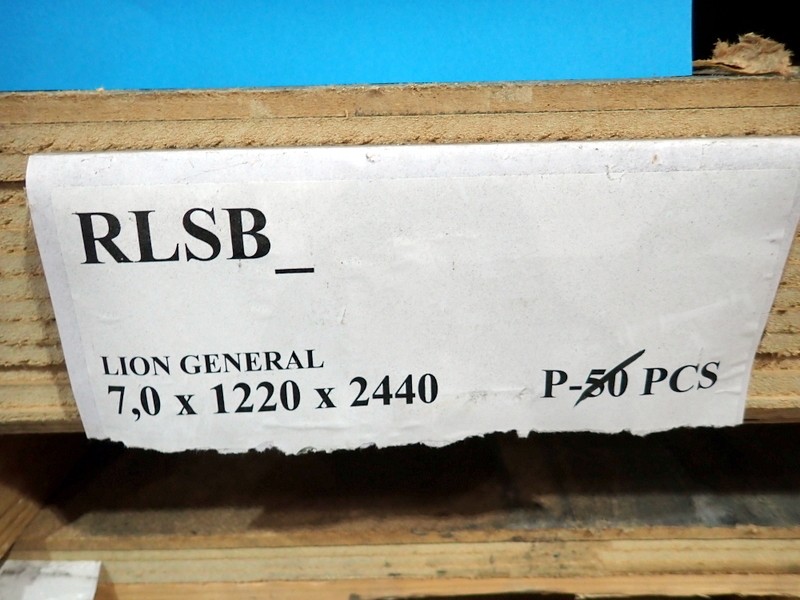 RLSB_
LION GENERAL
7,0 x 1220 x 2440 P-50 PCS